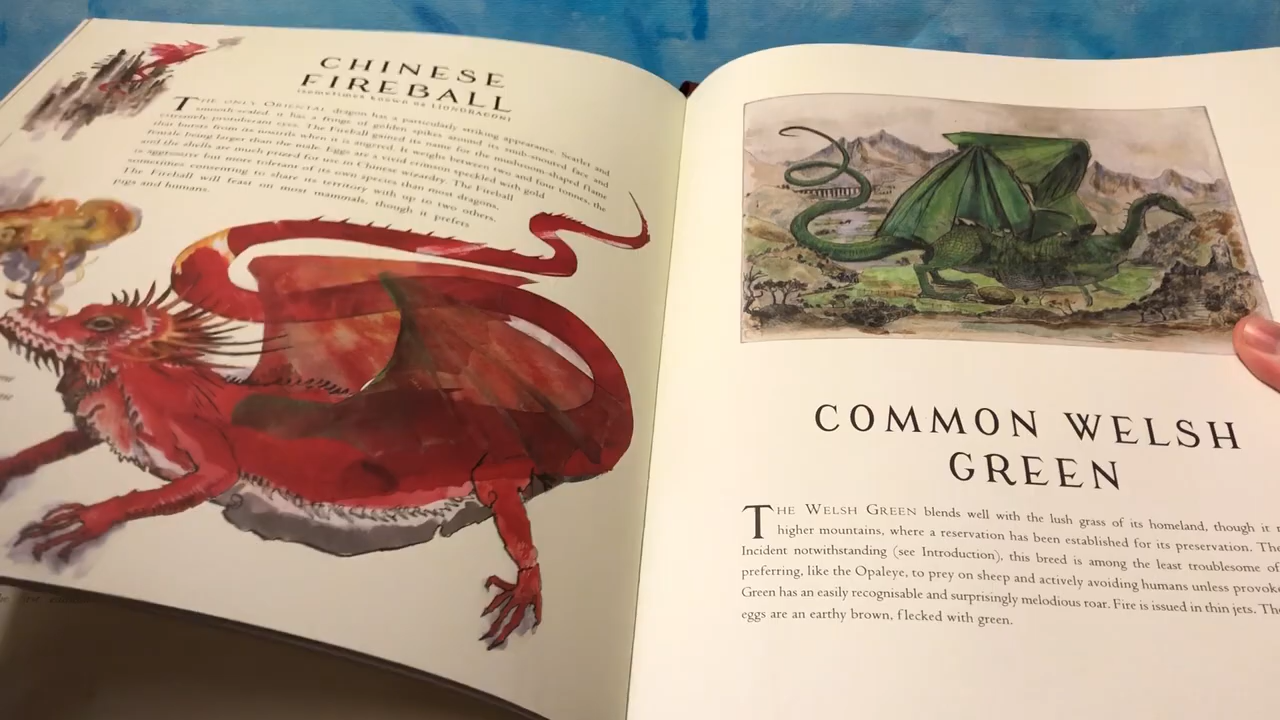 CHINESE
FIREBALL
(sometimes known as LIONDRAGON)
THE ONLY ORIENTAL dragon has a particularly striking appearance. Scarlet and
smooth-scaled, it has a fringe of golden spikes around its snub-snouted face and
extremely protuberant eyes. The Fireball gained its name for the mushroom-shaped flame
that bursts from its nostrils when it is angered. It weighs between two and four tonnes, the
female being larger than the male. Eggs are a vivid crimson speckled with gold
and the shells are much prized for use in Chinese wizardry. The Fireball
is aggressive but more tolerant of its own species than most dragons,
sometimes consenting to share its territory with up to two others.
The Fireball will feast on most mammals, though it prefers
pigs and humans.
COMMON WELSH
GREEN
THE WELSH GREEN blends well with the lush grass of its homeland, though it
higher mountains, where a reservation has been established for its preservation. The
Incident notwithstanding (see Introduction), this breed is among the least troublesome of
preferring, like the Opaleye, to prey on sheep and actively avoiding humans unless provoke
Green has an easily recognisable and surprisingly melodious roar. Fire is issued in thin jets. The
eggs are an earthy brown, flecked with green.